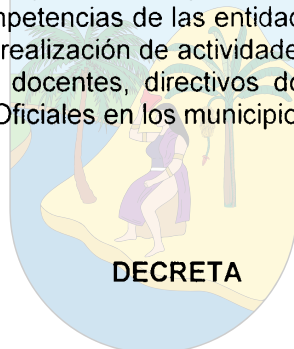 mpetencias de las entidad
realización de actividade
docentes, directivos do
Oficiales en los municipio
DECRETA